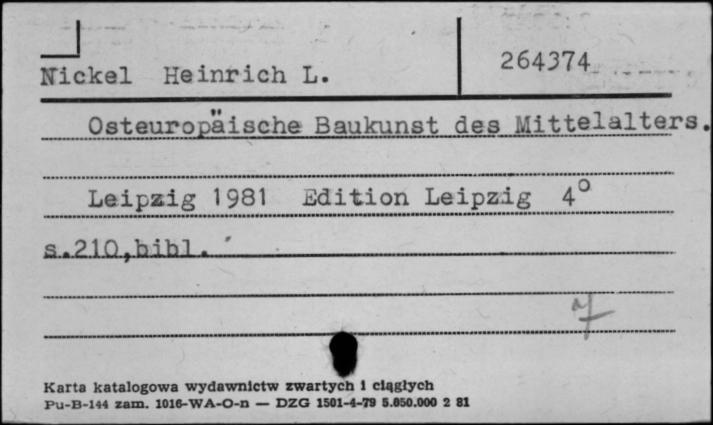 Nickel Heinrich L.
264374
Osteuropäische Baukunst des Mittelalters.
Leipzig 1981 Edition Leipzig 4°
s.210,bibl.
Karta katalogowa wydawnictw zwartych i ciągłych
Pu-B-144 zam. 1016-WA-O-n — DZG 1501-4-79 5.050.000 2 81